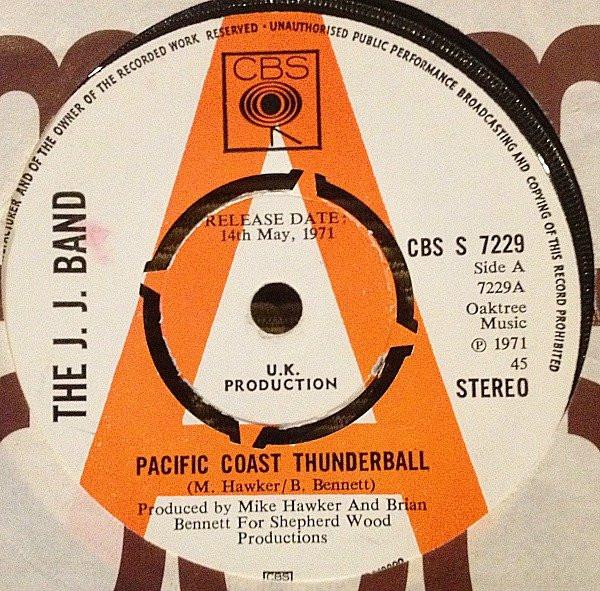 FACTURER AND OF THE OWNER OF THE RECORDED WORK RESERVED · UNAUTHORISED PUBLIC PERFORMANCE BROADCASTING AND COPYING OF THIS RECORD PROHIBITED
CBS
RELEASE DATE:
14th May, 1971
THE J. J. BAND
CBS S 7229
Side A
7229A
Oaktree
Music
℗ 1971
45
STEREO
U.K.
PRODUCTION
PACIFIC COAST THUNDERBALL
(M. Hawker/B. Bennett)
Produced by Mike Hawker And Brian
Bennett For Shepherd Wood
Productions
CBS